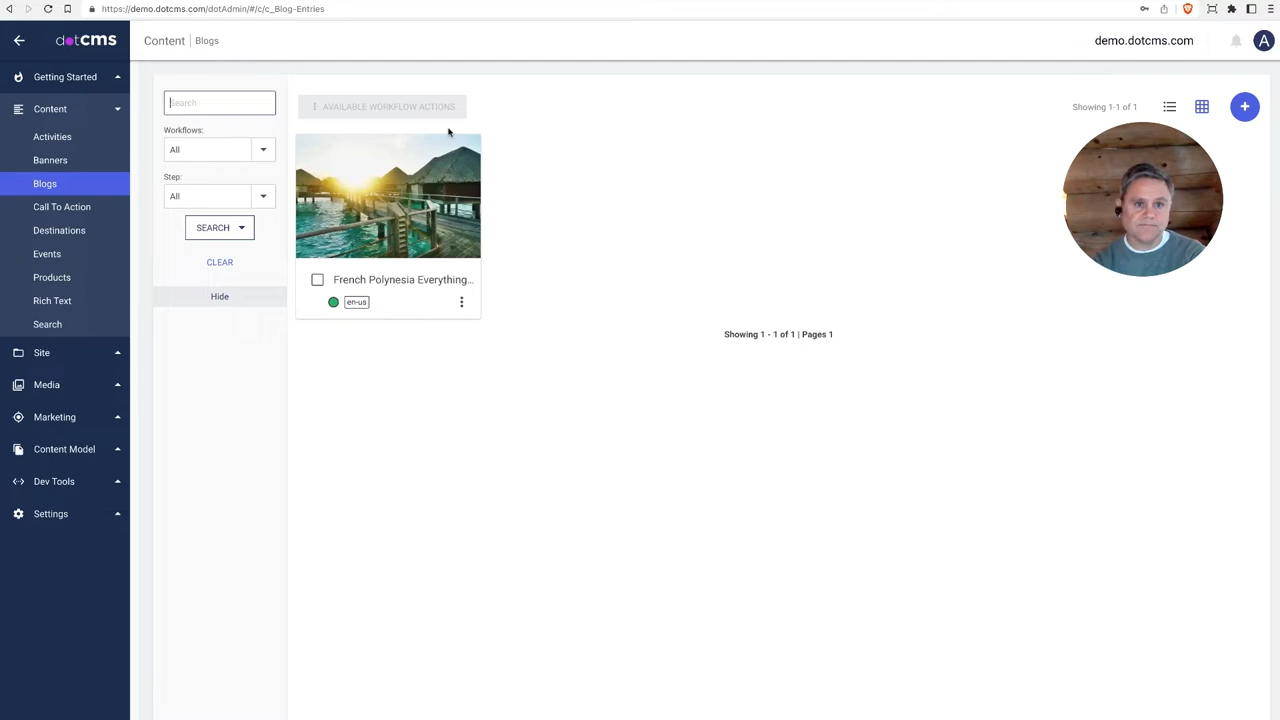 https://demo.dotcms.com/dotAdmin/#/c/c_Blog-Entries
dotCMS
Content | Blogs
demo.dotcms.com
A
Getting Started
Content
Activities
Banners
Blogs
Call To Action
Destinations
Events
Products
Rich Text
Search
Site
Media
Marketing
Content Model
Dev Tools
Settings
Search
Workflows:
All
Step:
All
SEARCH
CLEAR
Hide
AVAILABLE WORKFLOW ACTIONS
Showing 1-1 of 1
French Polynesia Everything...
en-us
Showing 1 - 1 of 1 | Pages 1